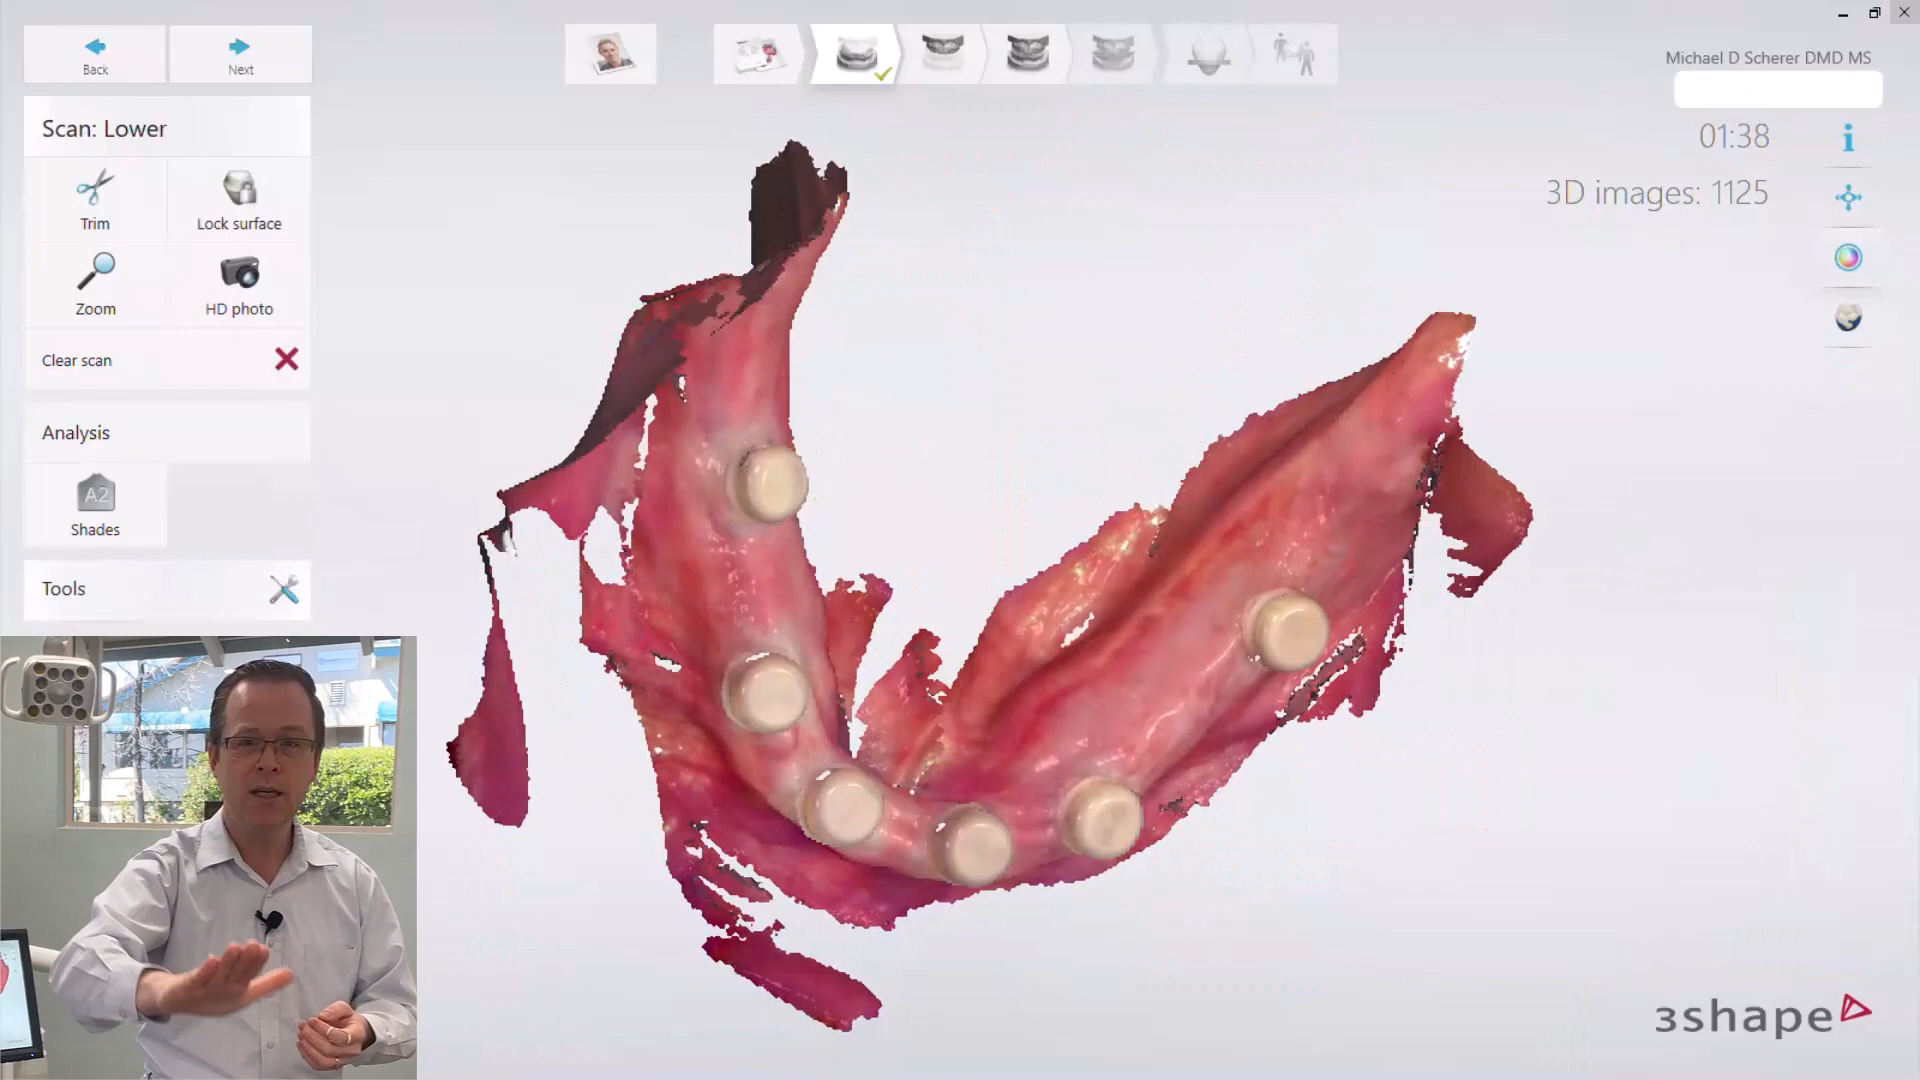 Back
Next
Michael D Scherer DMD MS
Scan: Lower
01:38
3D images: 1125
Trim
Lock surface
Zoom
HD photo
Clear scan
Analysis
A2
Shades
Tools
3shape